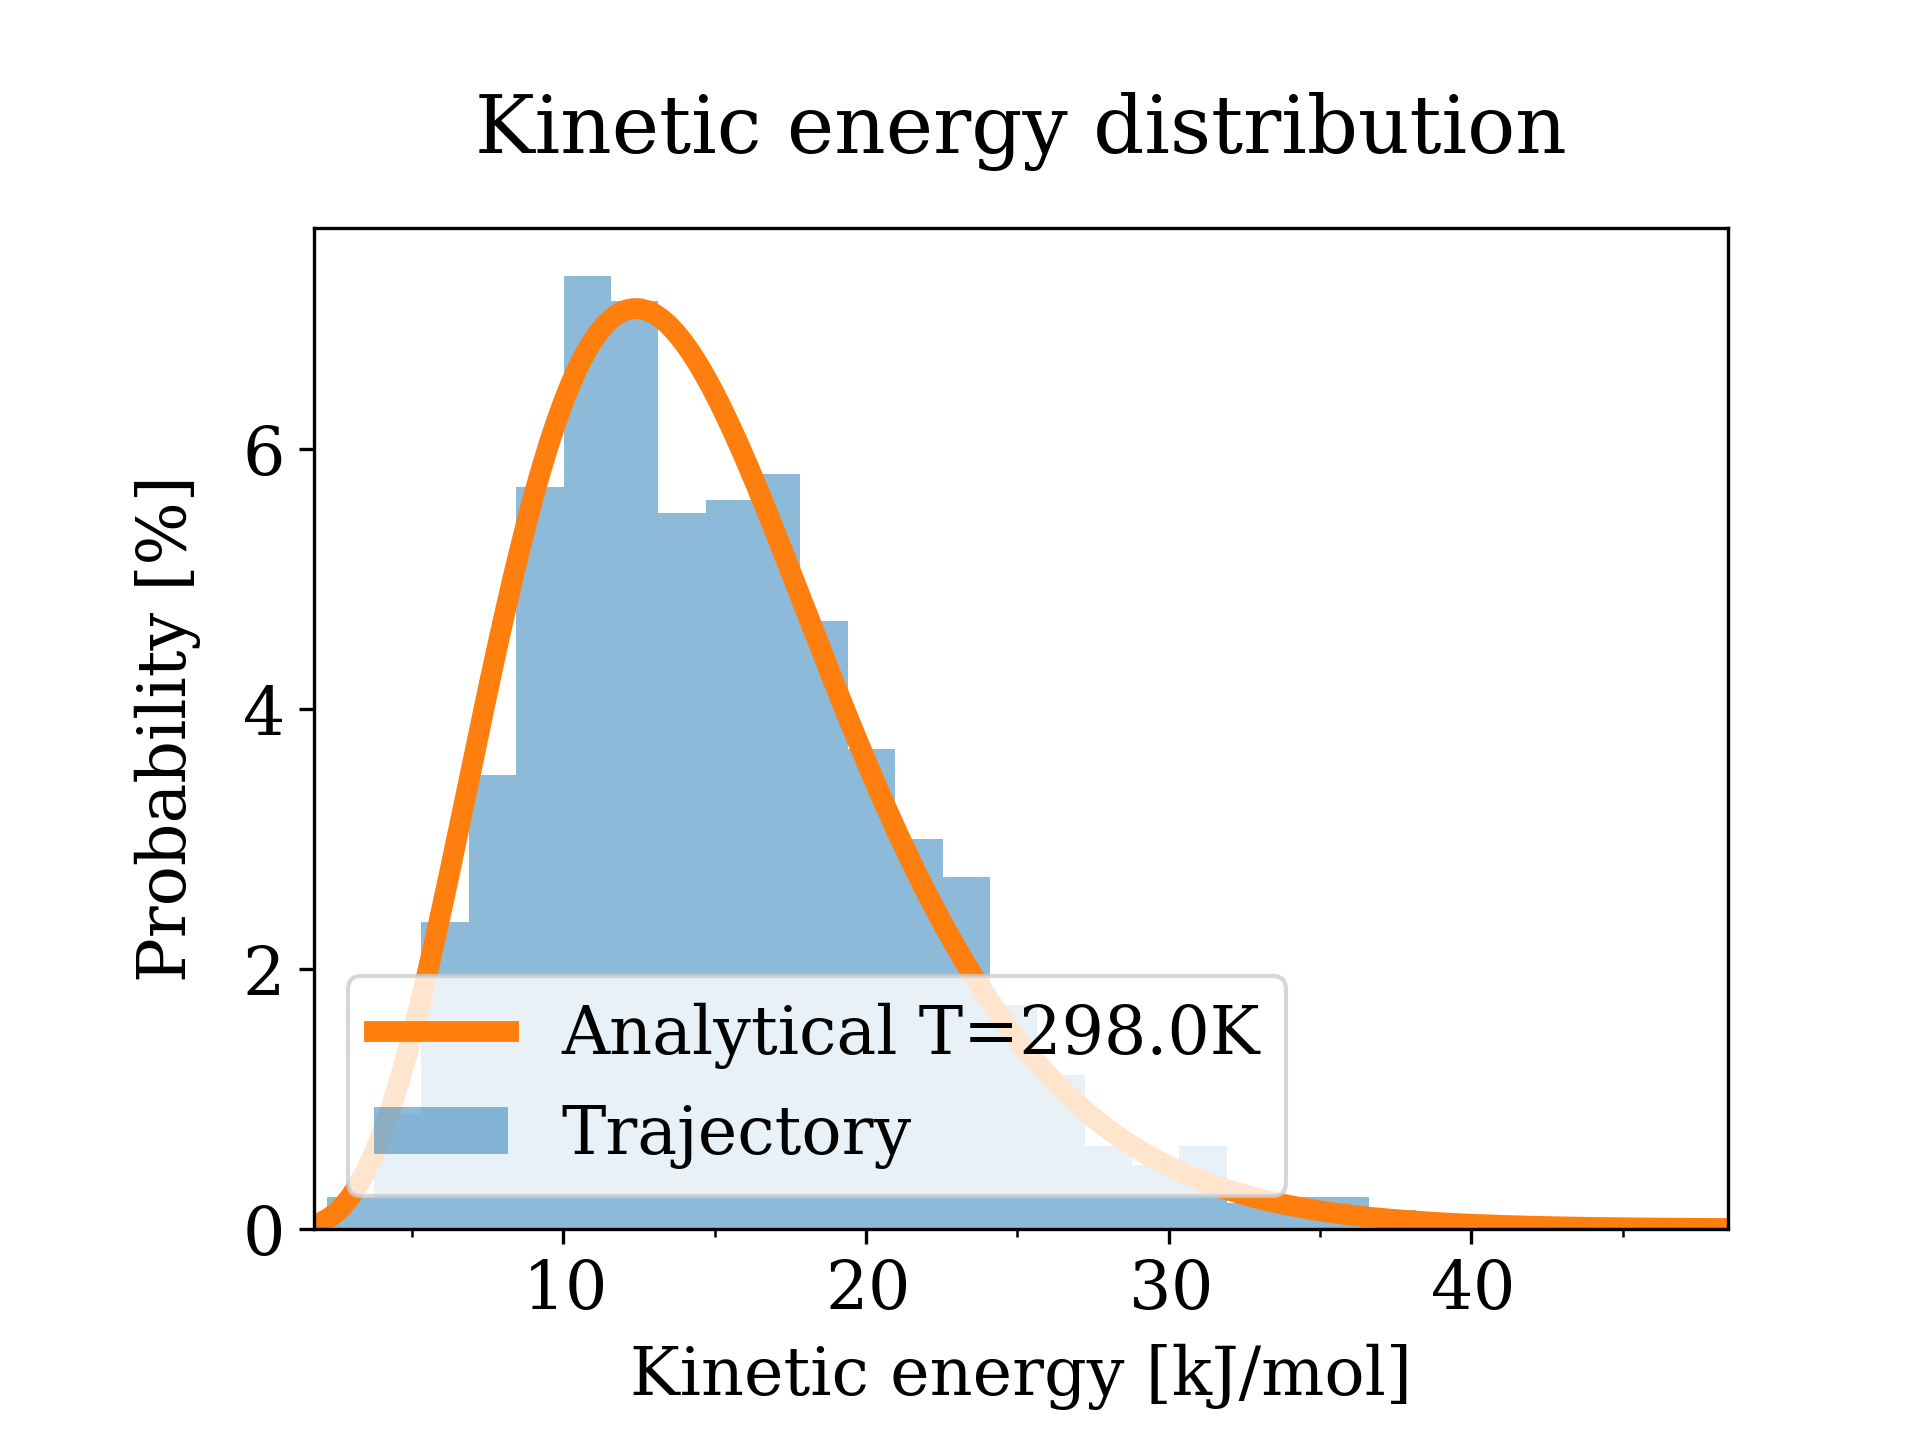 Kinetic energy distribution
Probability [%]
6
4
2
0
Analytical T=298.0K
Trajectory
10 20 30 40
Kinetic energy [kJ/mol]